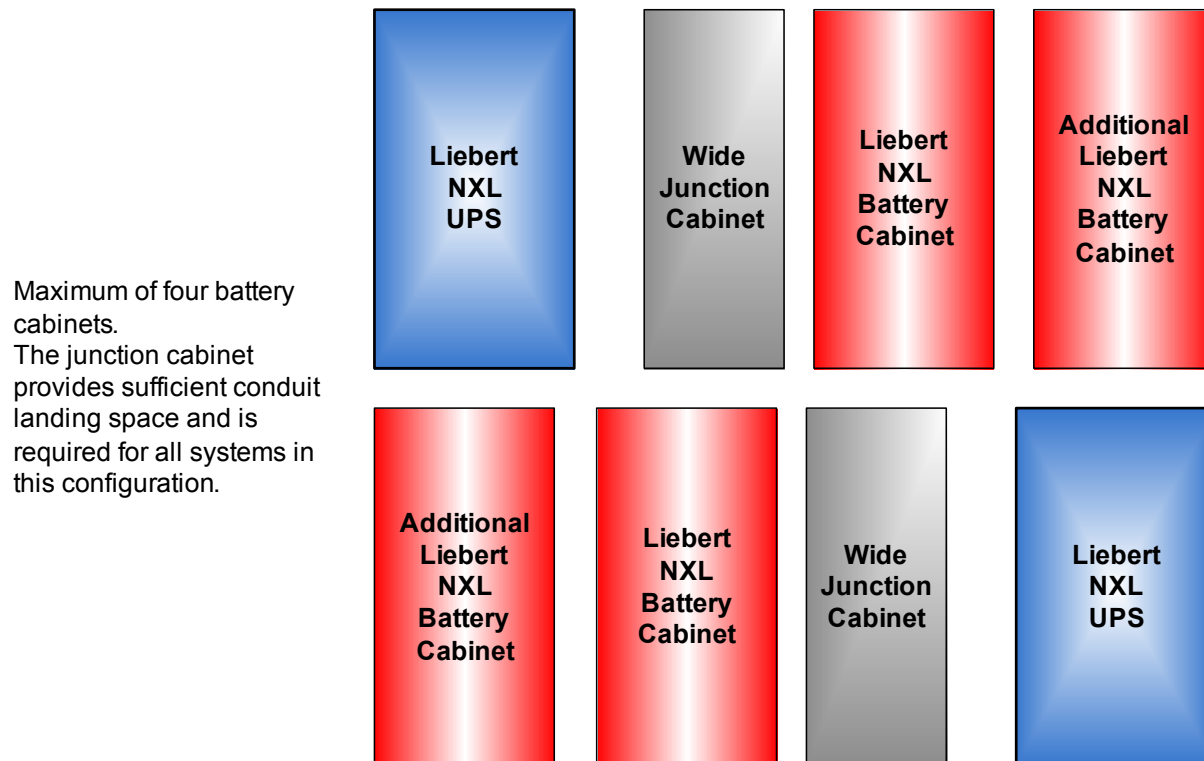 Maximum of four battery
cabinets.
The junction cabinet
provides sufficient conduit
landing space and is
required for all systems in
this configuration.
Liebert
NXL
UPS
Wide
Junction
Cabinet
Liebert
NXL
Battery
Cabinet
Additional
Liebert
NXL
Battery
Cabinet
Additional
Liebert
NXL
Battery
Cabinet
Liebert
NXL
Battery
Cabinet
Wide
Junction
Cabinet
Liebert
NXL
UPS